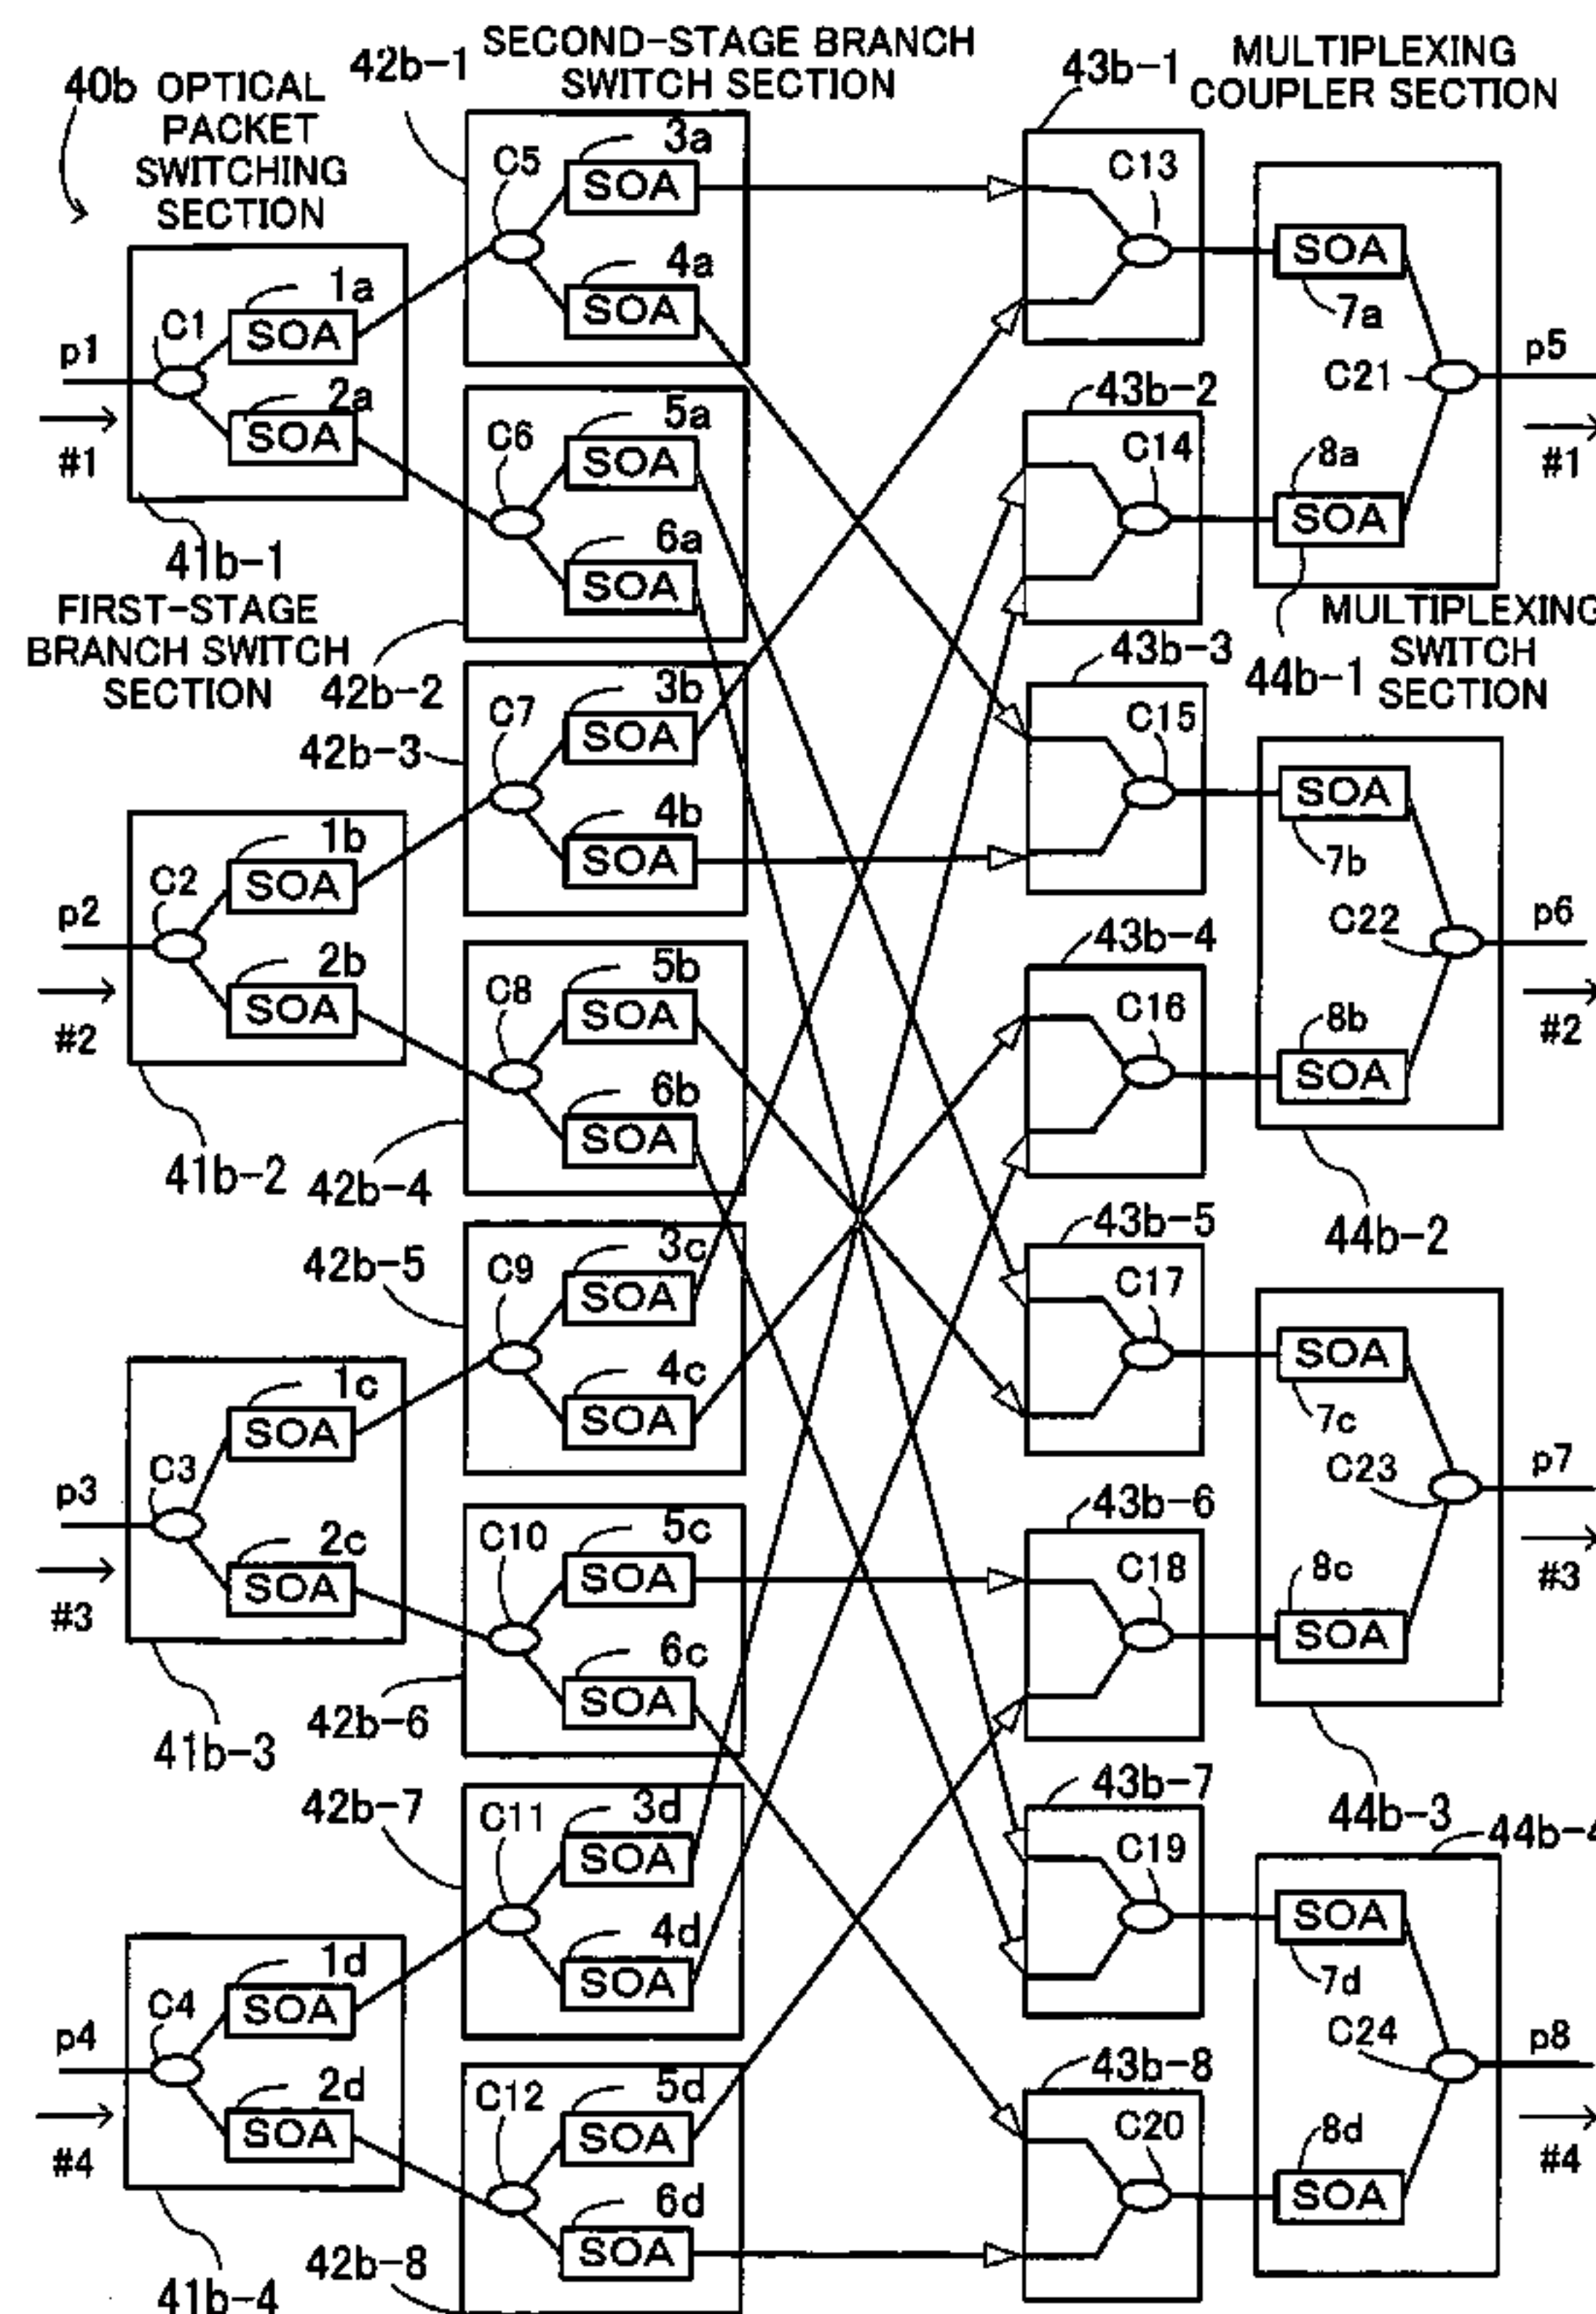 40b OPTICAL
PACKET
SWITCHING
SECTION
42b-1
SECOND-STAGE BRANCH
SWITCH SECTION
43b-1
MULTIPLEXING
COUPLER SECTION
p1
#1
C1
1a
SOA
2a
SOA
41b-1
FIRST-STAGE
BRANCH SWITCH
SECTION
C5
3a
SOA
4a
SOA
C6
5a
SOA
6a
SOA
42b-2
C13
43b-2
C14
SOA
7a
8a
SOA
C21
p5
#1
44b-1
MULTIPLEXING
SWITCH
SECTION
p2
#2
C2
1b
SOA
2b
SOA
41b-2
42b-3
C7
3b
SOA
4b
SOA
C8
5b
SOA
6b
SOA
42b-4
43b-3
C15
43b-4
C16
SOA
7b
8b
SOA
C22
p6
#2
44b-2
p3
#3
C3
1c
SOA
2c
SOA
41b-3
42b-5
C9
3c
SOA
4c
SOA
C10
5c
SOA
6c
SOA
42b-6
43b-5
C17
43b-6
C18
SOA
7c
8c
SOA
C23
p7
#3
44b-3
p4
#4
C4
1d
SOA
2d
SOA
41b-4
42b-7
C11
3d
SOA
4d
SOA
C12
5d
SOA
6d
SOA
42b-8
43b-7
C19
43b-8
C20
44b-4
SOA
7d
8d
SOA
C24
p8
#4